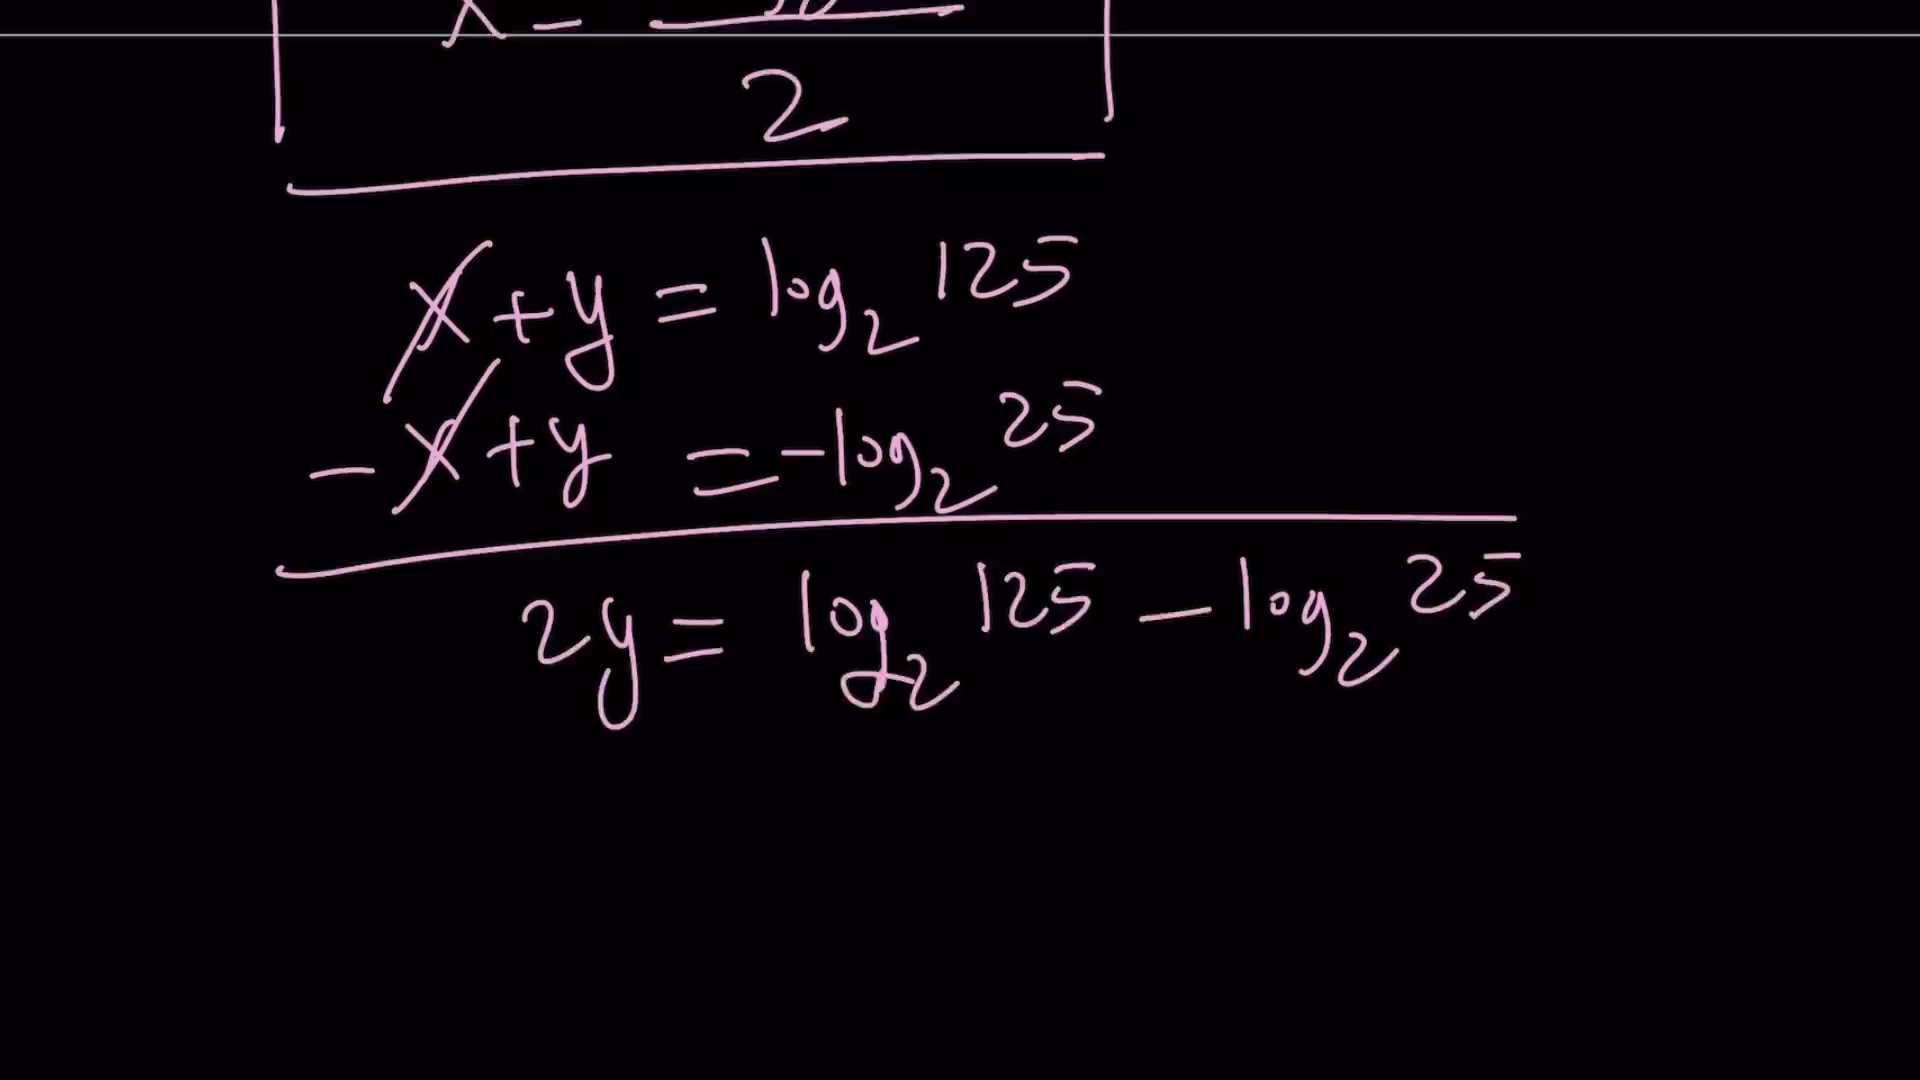 x =
2
x + y = log₂ 125
- x + y = - log₂ 25
2y = log₂ 125 - log₂ 25